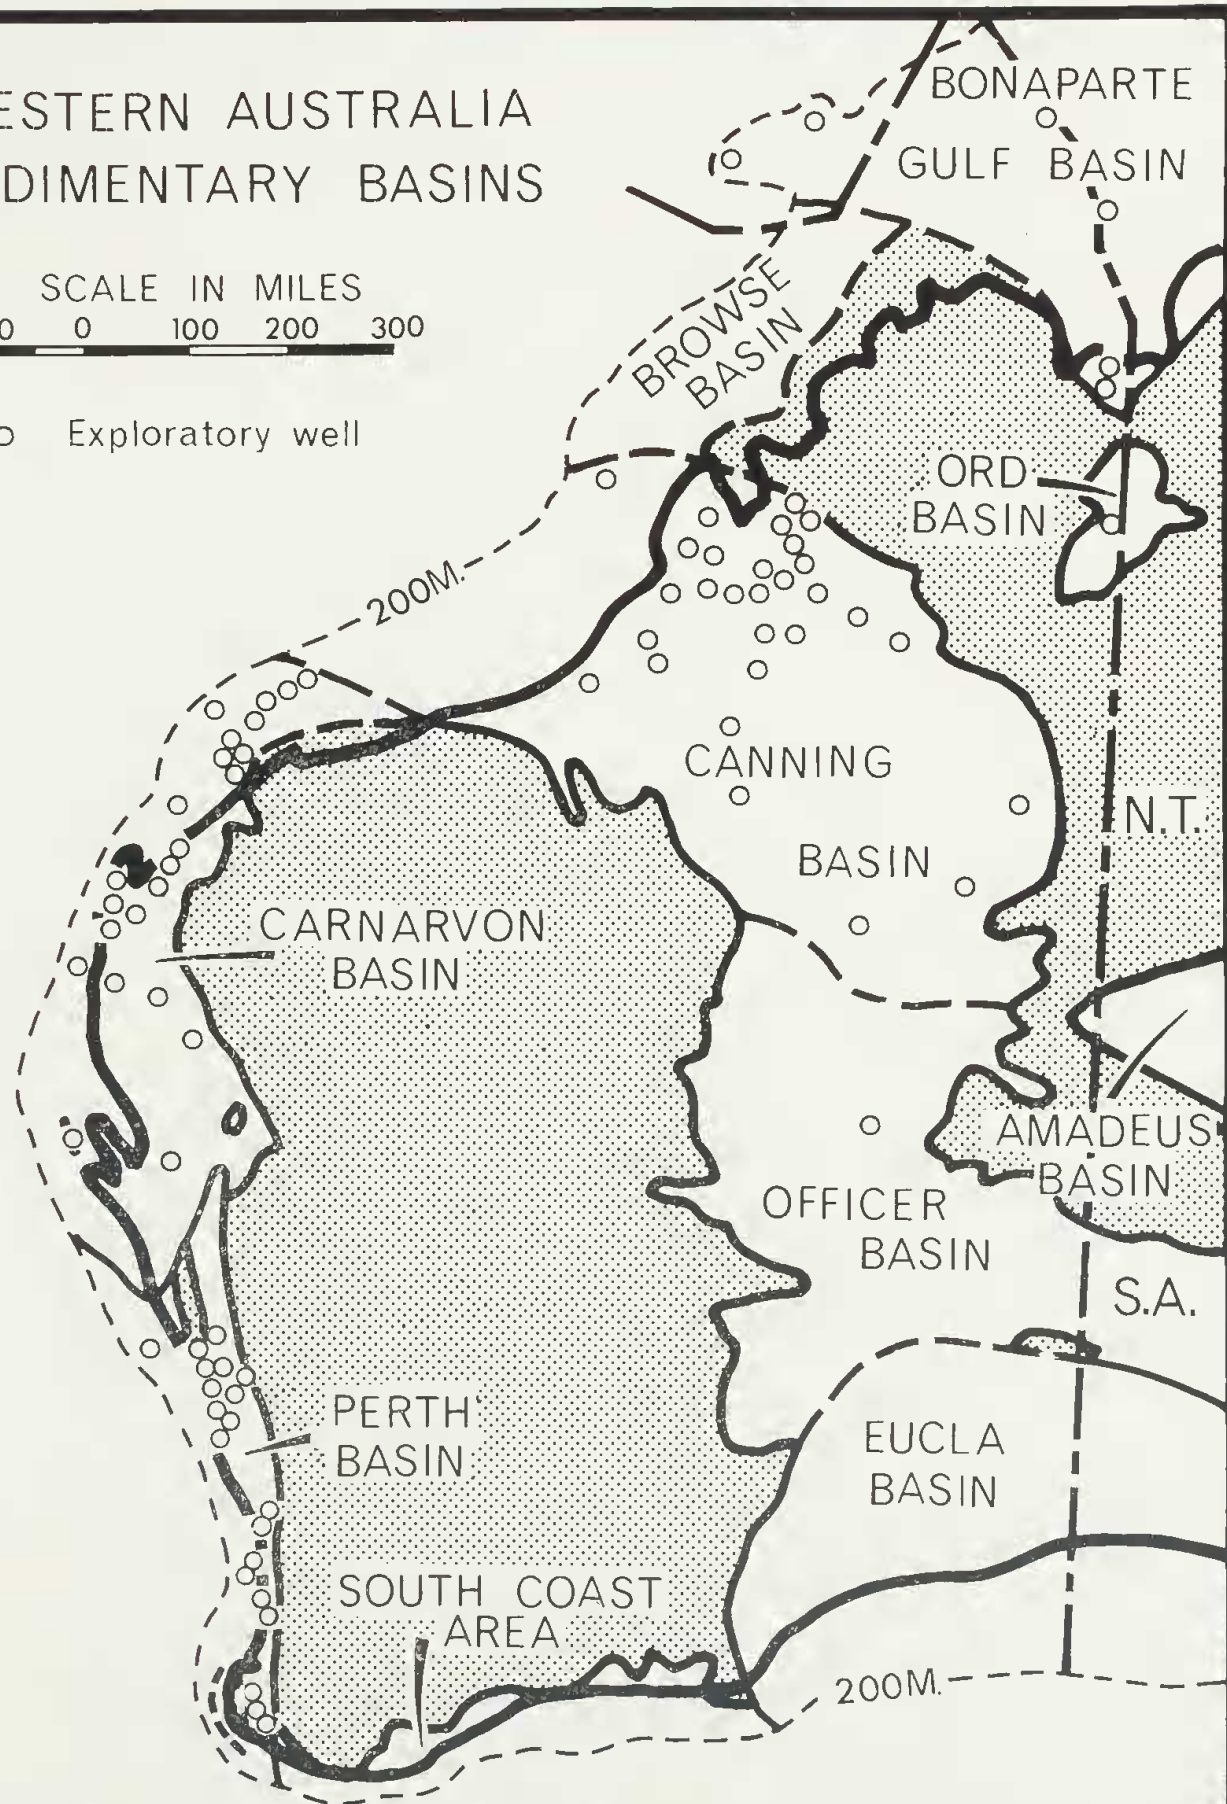 ESTERN AUSTRALIA
DIMENTARY BASINS
SCALE IN MILES
0 0 100 200 300
Exploratory well
BONAPARTE
GULF BASIN
BROWSE
BASIN
ORD
BASIN
200M.
CANNING
BASIN
N.T.
CARNARVON
BASIN
AMADEUS
BASIN
OFFICER
BASIN
S.A.
PERTH
BASIN
EUCLA
BASIN
SOUTH COAST
AREA
200M.